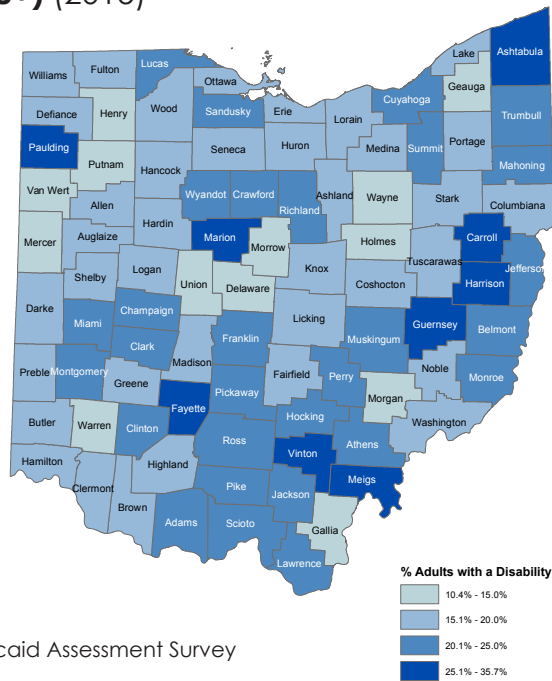 (2015)
Williams
Fulton
Lucas
Ottawa
Lake
Ashtabula
Geauga
Defiance
Henry
Wood
Sandusky
Erie
Lorain
Cuyahoga
Trumbull
Paulding
Putnam
Hancock
Seneca
Huron
Medina
Summit
Portage
Mahoning
Van Wert
Allen
Wyandot
Crawford
Richland
Ashland
Wayne
Stark
Columbiana
Mercer
Auglaize
Hardin
Marion
Morrow
Holmes
Tuscarawas
Carroll
Jefferson
Shelby
Logan
Union
Delaware
Knox
Coshocton
Harrison
Darke
Miami
Champaign
Clark
Franklin
Licking
Muskingum
Guernsey
Belmont
Preble
Montgomery
Greene
Madison
Pickaway
Fairfield
Perry
Morgan
Noble
Monroe
Butler
Warren
Clinton
Fayette
Ross
Hocking
Athens
Washington
Hamilton
Clermont
Brown
Highland
Pike
Vinton
Jackson
Meigs
Adams
Scioto
Gallia
Lawrence
% Adults with a Disability
10.4% - 15.0%
15.1% - 20.0%
20.1% - 25.0%
25.1% - 35.7%
caid Assessment Survey